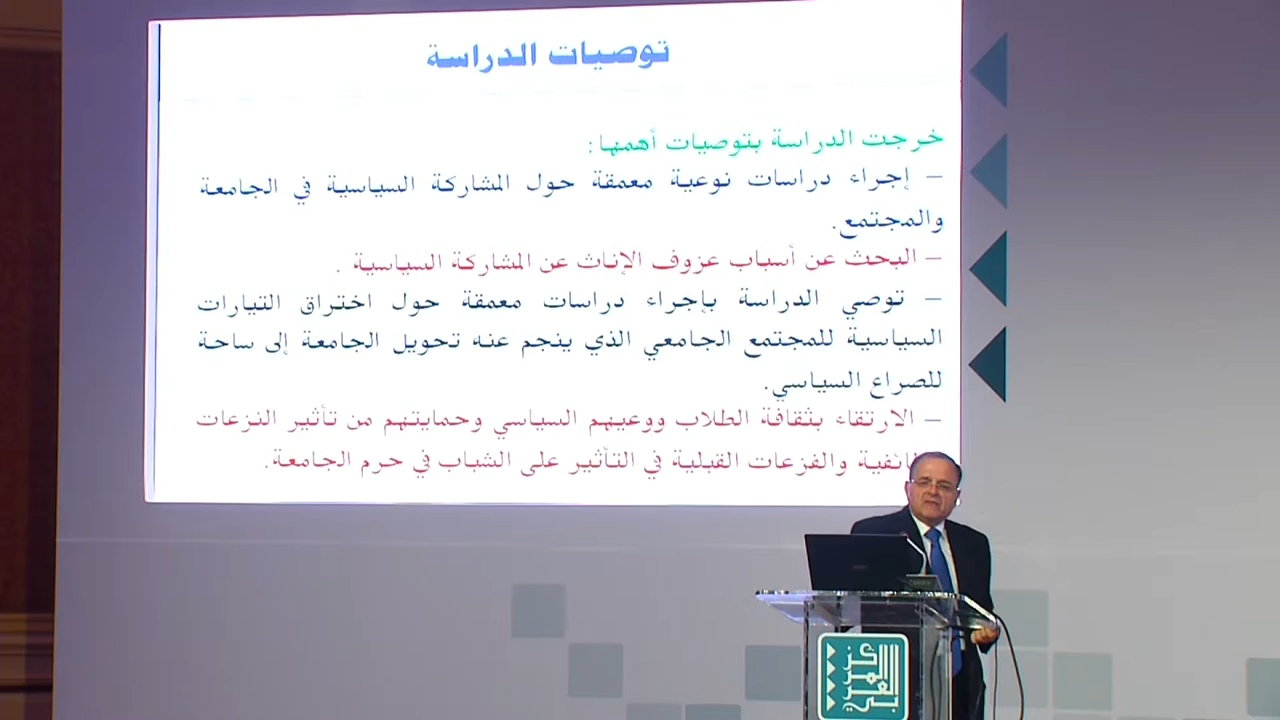 توصيات الدراسة
خرجت الدراسة بتوصيات أهمها:
– إجراء دراسات نوعية معمقة حول المشاركة السياسية في الجامعة
والمجتمع.
– البحث عن أسباب عزوف الإناث عن المشاركة السياسية .
– توصي الدراسة بإجراء دراسات معمقة حول اختراق التيارات
السياسية للمجتمع الجامعي الذي ينجم عنه تحويل الجامعة إلى ساحة
للصراع السياسي.
– الارتقاء بثقافة الطلاب ووعيهم السياسي وحمايتهم من تأثير النزعات
والفزعات القبلية في التأثير على الشباب في حرم الجامعة.